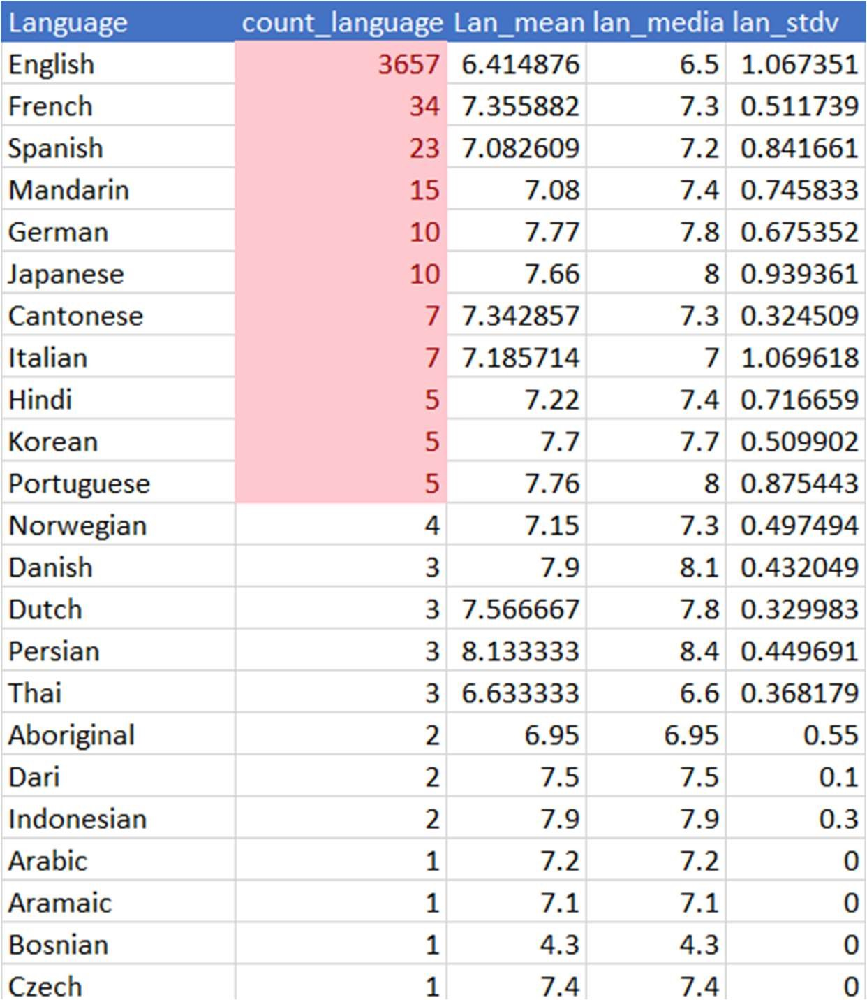 Language count_language Lan_mean lan_media lan_stdv
English 3657 6.414876 6.5 1.067351
French 34 7.355882 7.3 0.511739
Spanish 23 7.082609 7.2 0.841661
Mandarin 15 7.08 7.4 0.745833
German 10 7.77 7.8 0.675352
Japanese 10 7.66 8 0.939361
Cantonese 7 7.342857 7.3 0.324509
Italian 7 7.185714 7 1.069618
Hindi 5 7.22 7.4 0.716659
Korean 5 7.7 7.7 0.509902
Portuguese 5 7.76 8 0.875443
Norwegian 4 7.15 7.3 0.497494
Danish 3 7.9 8.1 0.432049
Dutch 3 7.566667 7.8 0.329983
Persian 3 8.133333 8.4 0.449691
Thai 3 6.633333 6.6 0.368179
Aboriginal 2 6.95 6.95 0.55
Dari 2 7.5 7.5 0.1
Indonesian 2 7.9 7.9 0.3
Arabic 1 7.2 7.2 0
Aramaic 1 7.1 7.1 0
Bosnian 1 4.3 4.3 0
Czech 1 7.4 7.4 0